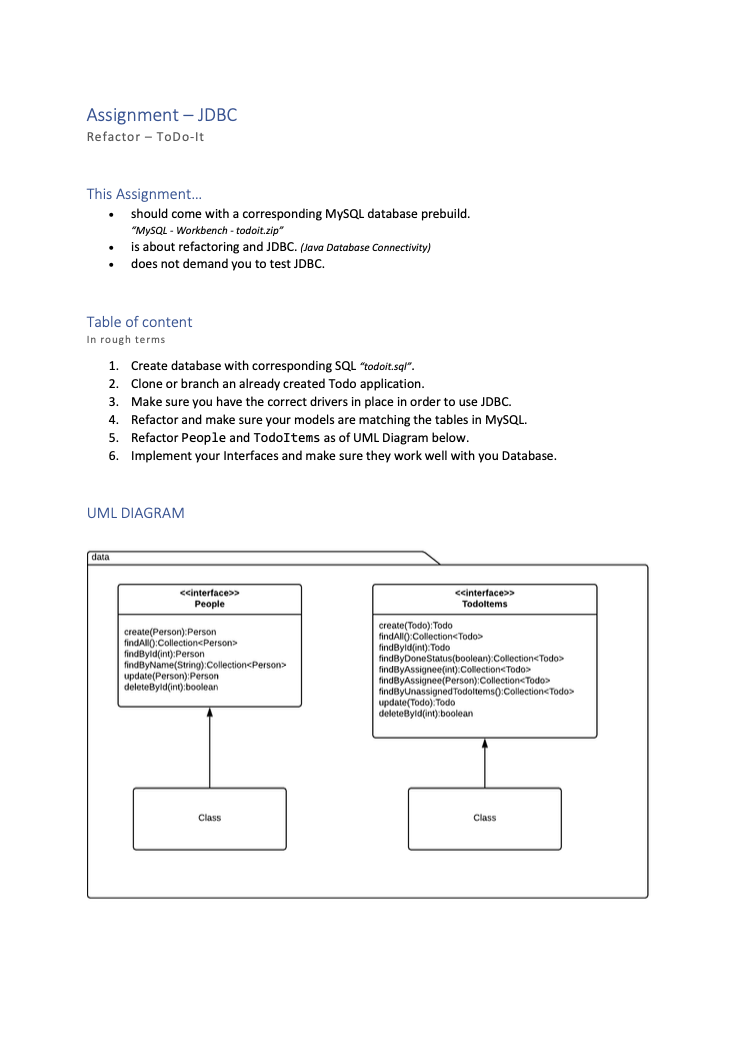 Assignment – JDBC
Refactor – ToDo-It
This Assignment…
• should come with a corresponding MySQL database prebuild.
“MySQL - Workbench - todoit.zip”
• is about refactoring and JDBC. (Java Database Connectivity)
• does not demand you to test JDBC.
Table of content
In rough terms
1. Create database with corresponding SQL “todoit.sql”.
2. Clone or branch an already created Todo application.
3. Make sure you have the correct drivers in place in order to use JDBC.
4. Refactor and make sure your models are matching the tables in MySQL.
5. Refactor People and TodoItems as of UML Diagram below.
6. Implement your Interfaces and make sure they work well with you Database.
UML DIAGRAM
data
<<interface>>
People
create(Person):Person
findAll():Collection<Person>
findById(int):Person
findByName(String):Collection<Person>
update(Person):Person
deleteById(int):boolean
Class
<<interface>>
TodoItems
create(Todo):Todo
findAll():Collection<Todo>
findById(int):Todo
findByDoneStatus(boolean):Collection<Todo>
findByAssignee(int):Collection<Todo>
findByAssignee(Person):Collection<Todo>
findByUnassignedTodoItems():Collection<Todo>
update(Todo):Todo
deleteById(int):boolean
Class